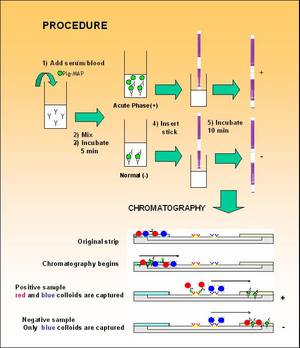 PROCEDURE
1) Add serum/blood
Pig-MAP
Acute Phase(+)
2) Mix
3) Incubate
5 min
4) Insert
stick
5) Incubate
10 min
+
Normal (-)
-
CHROMATOGRAPHY
Original strip
Chromatography begins
Positive sample
red and blue colloids are captured
+
Negative sample
Only blue colloids are captured
-